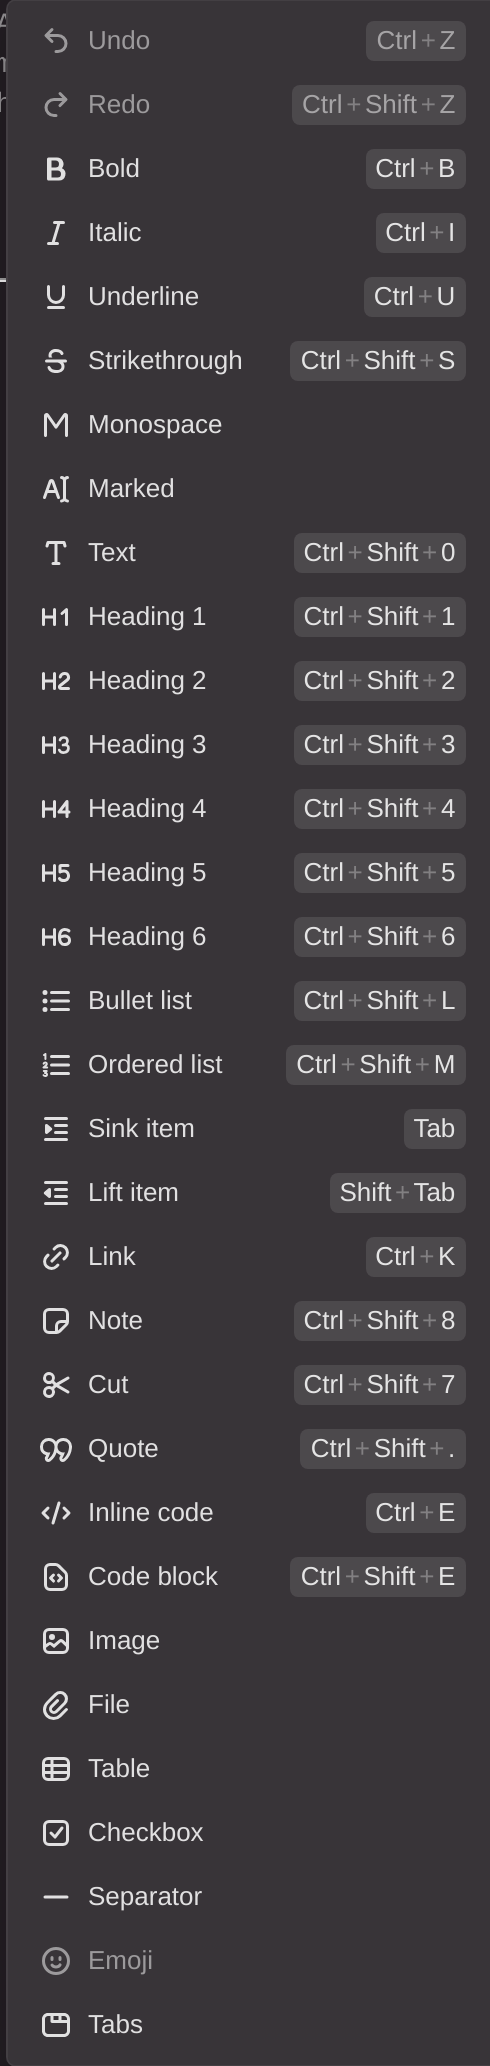 Undo Ctrl+Z
Redo Ctrl+Shift+Z
Bold Ctrl+B
Italic Ctrl+I
Underline Ctrl+U
Strikethrough Ctrl+Shift+S
Monospace
Marked
Text Ctrl+Shift+0
H1 Heading 1 Ctrl+Shift+1
H2 Heading 2 Ctrl+Shift+2
H3 Heading 3 Ctrl+Shift+3
H4 Heading 4 Ctrl+Shift+4
H5 Heading 5 Ctrl+Shift+5
H6 Heading 6 Ctrl+Shift+6
Bullet list Ctrl+Shift+L
Ordered list Ctrl+Shift+M
Sink item Tab
Lift item Shift+Tab
Link Ctrl+K
Note Ctrl+Shift+8
Cut Ctrl+Shift+7
Quote Ctrl+Shift+.
Inline code Ctrl+E
Code block Ctrl+Shift+E
Image
File
Table
Checkbox
Separator
Emoji
Tabs